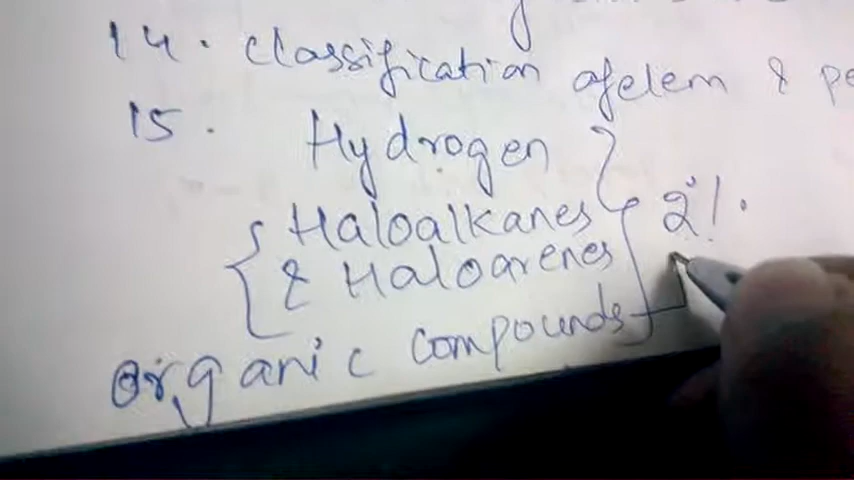 14. Classification of elem & pe
15. Hydrogen
Haloalkanes 2%
& Haloarenes
Organic compounds